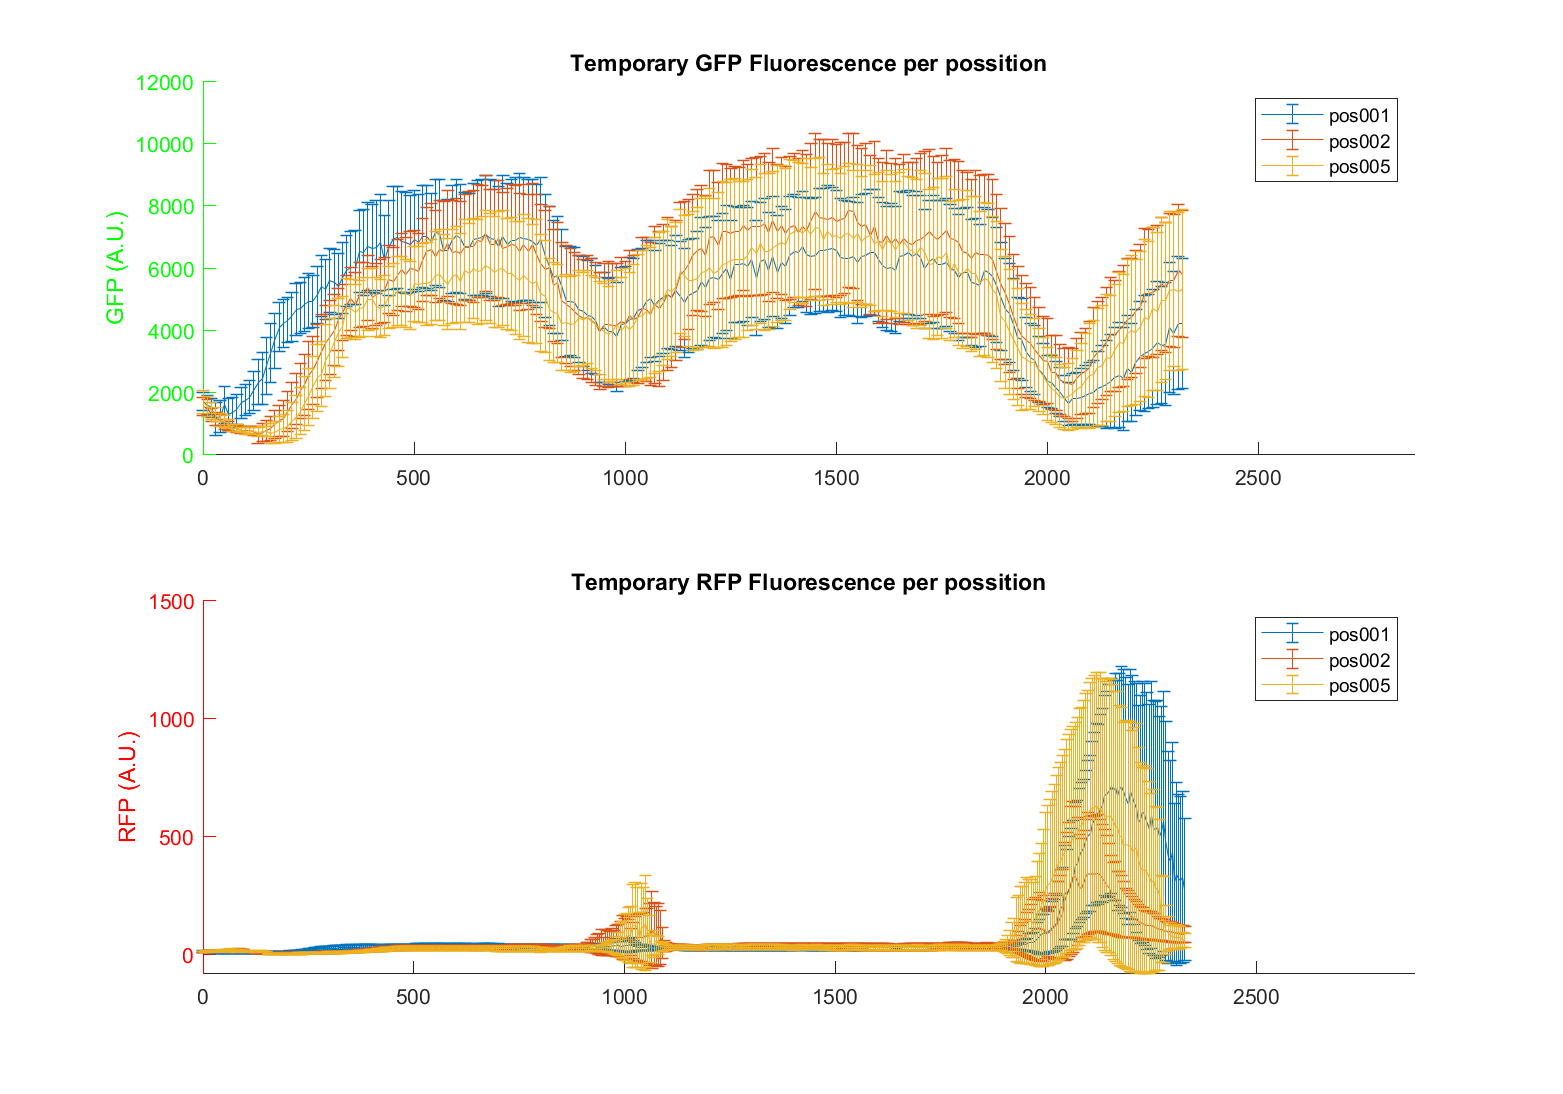 Temporary GFP Fluorescence per possition
GFP (A.U.)
12000
10000
8000
6000
4000
2000
0
0 500 1000 1500 2000 2500
pos001
pos002
pos005
Temporary RFP Fluorescence per possition
RFP (A.U.)
1500
1000
500
0
0 500 1000 1500 2000 2500
pos001
pos002
pos005